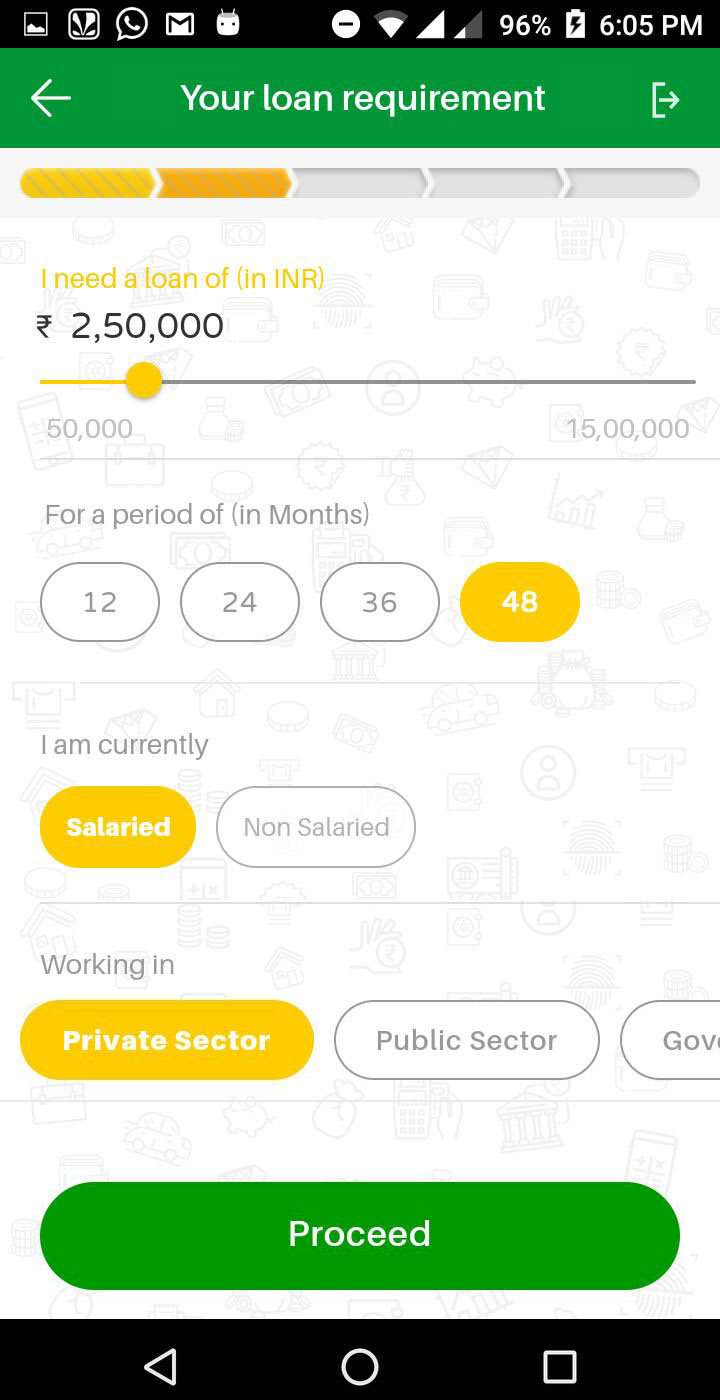 96% 6:05 PM
Your loan requirement
I need a loan of (in INR)
₹ 2,50,000
50,000 15,00,000
For a period of (in Months)
12 24 36 48
I am currently
Salaried Non Salaried
Working in
Private Sector Public Sector Gov
Proceed